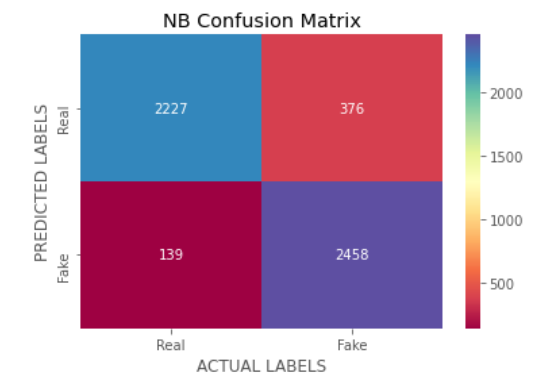 NB Confusion Matrix
PREDICTED LABELS
Real
Fake
2227 376
139 2458
Real Fake
ACTUAL LABELS
2000
1500
1000
500